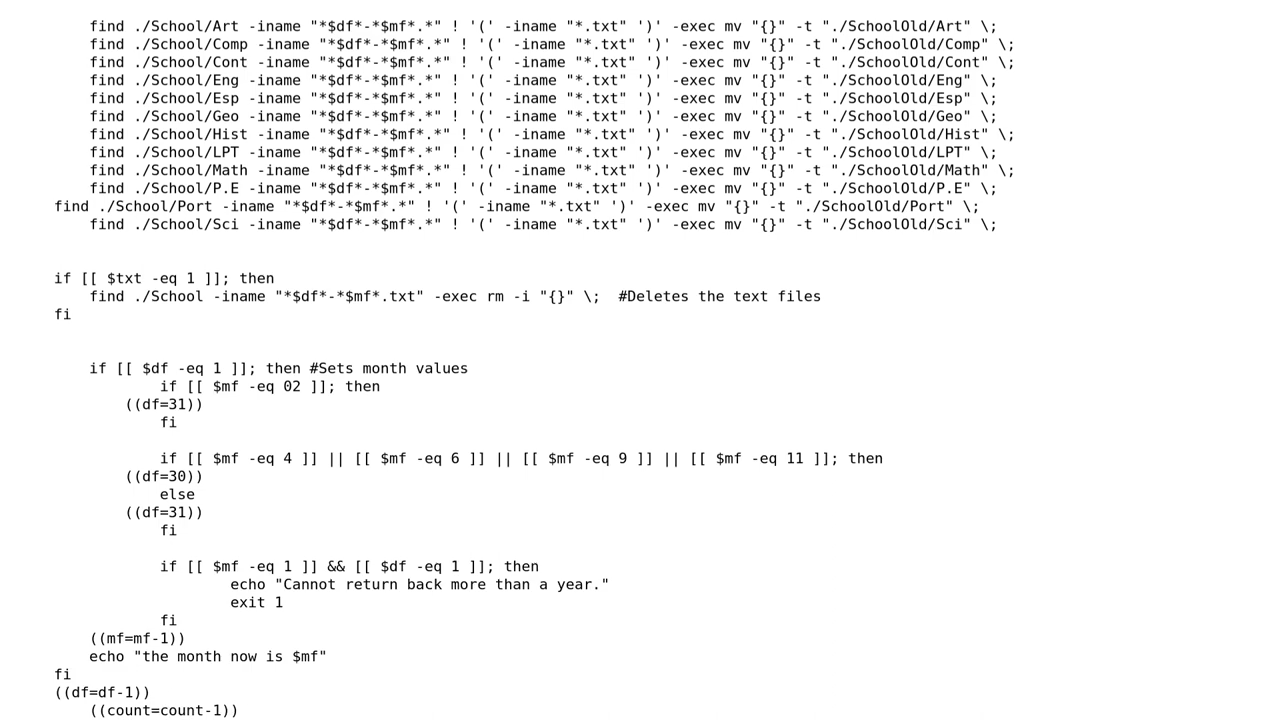 find ./School/Art -iname "*$df*-*$mf*.*" ! '(' -iname "*.txt" ')' -exec mv "{}" -t "./SchoolOld/Art" \;
    find ./School/Comp -iname "*$df*-*$mf*.*" ! '(' -iname "*.txt" ')' -exec mv "{}" -t "./SchoolOld/Comp" \;
    find ./School/Cont -iname "*$df*-*$mf*.*" ! '(' -iname "*.txt" ')' -exec mv "{}" -t "./SchoolOld/Cont" \;
    find ./School/Eng -iname "*$df*-*$mf*.*" ! '(' -iname "*.txt" ')' -exec mv "{}" -t "./SchoolOld/Eng" \;
    find ./School/Esp -iname "*$df*-*$mf*.*" ! '(' -iname "*.txt" ')' -exec mv "{}" -t "./SchoolOld/Esp" \;
    find ./School/Geo -iname "*$df*-*$mf*.*" ! '(' -iname "*.txt" ')' -exec mv "{}" -t "./SchoolOld/Geo" \;
    find ./School/Hist -iname "*$df*-*$mf*.*" ! '(' -iname "*.txt" ')' -exec mv "{}" -t "./SchoolOld/Hist" \;
    find ./School/LPT -iname "*$df*-*$mf*.*" ! '(' -iname "*.txt" ')' -exec mv "{}" -t "./SchoolOld/LPT" \;
    find ./School/Math -iname "*$df*-*$mf*.*" ! '(' -iname "*.txt" ')' -exec mv "{}" -t "./SchoolOld/Math" \;
    find ./School/P.E -iname "*$df*-*$mf*.*" ! '(' -iname "*.txt" ')' -exec mv "{}" -t "./SchoolOld/P.E" \;
find ./School/Port -iname "*$df*-*$mf*.*" ! '(' -iname "*.txt" ')' -exec mv "{}" -t "./SchoolOld/Port" \;
    find ./School/Sci -iname "*$df*-*$mf*.*" ! '(' -iname "*.txt" ')' -exec mv "{}" -t "./SchoolOld/Sci" \;


if [[ $txt -eq 1 ]]; then
    find ./School -iname "*$df*-*$mf*.txt" -exec rm -i "{}" \;  #Deletes the text files
fi


    if [[ $df -eq 1 ]]; then #Sets month values
            if [[ $mf -eq 02 ]]; then
        ((df=31))
            fi

            if [[ $mf -eq 4 ]] || [[ $mf -eq 6 ]] || [[ $mf -eq 9 ]] || [[ $mf -eq 11 ]]; then
        ((df=30))
            else
        ((df=31))
            fi

            if [[ $mf -eq 1 ]] && [[ $df -eq 1 ]]; then
                    echo "Cannot return back more than a year."
                    exit 1
            fi
    ((mf=mf-1))
    echo "the month now is $mf"
fi
((df=df-1))
    ((count=count-1))